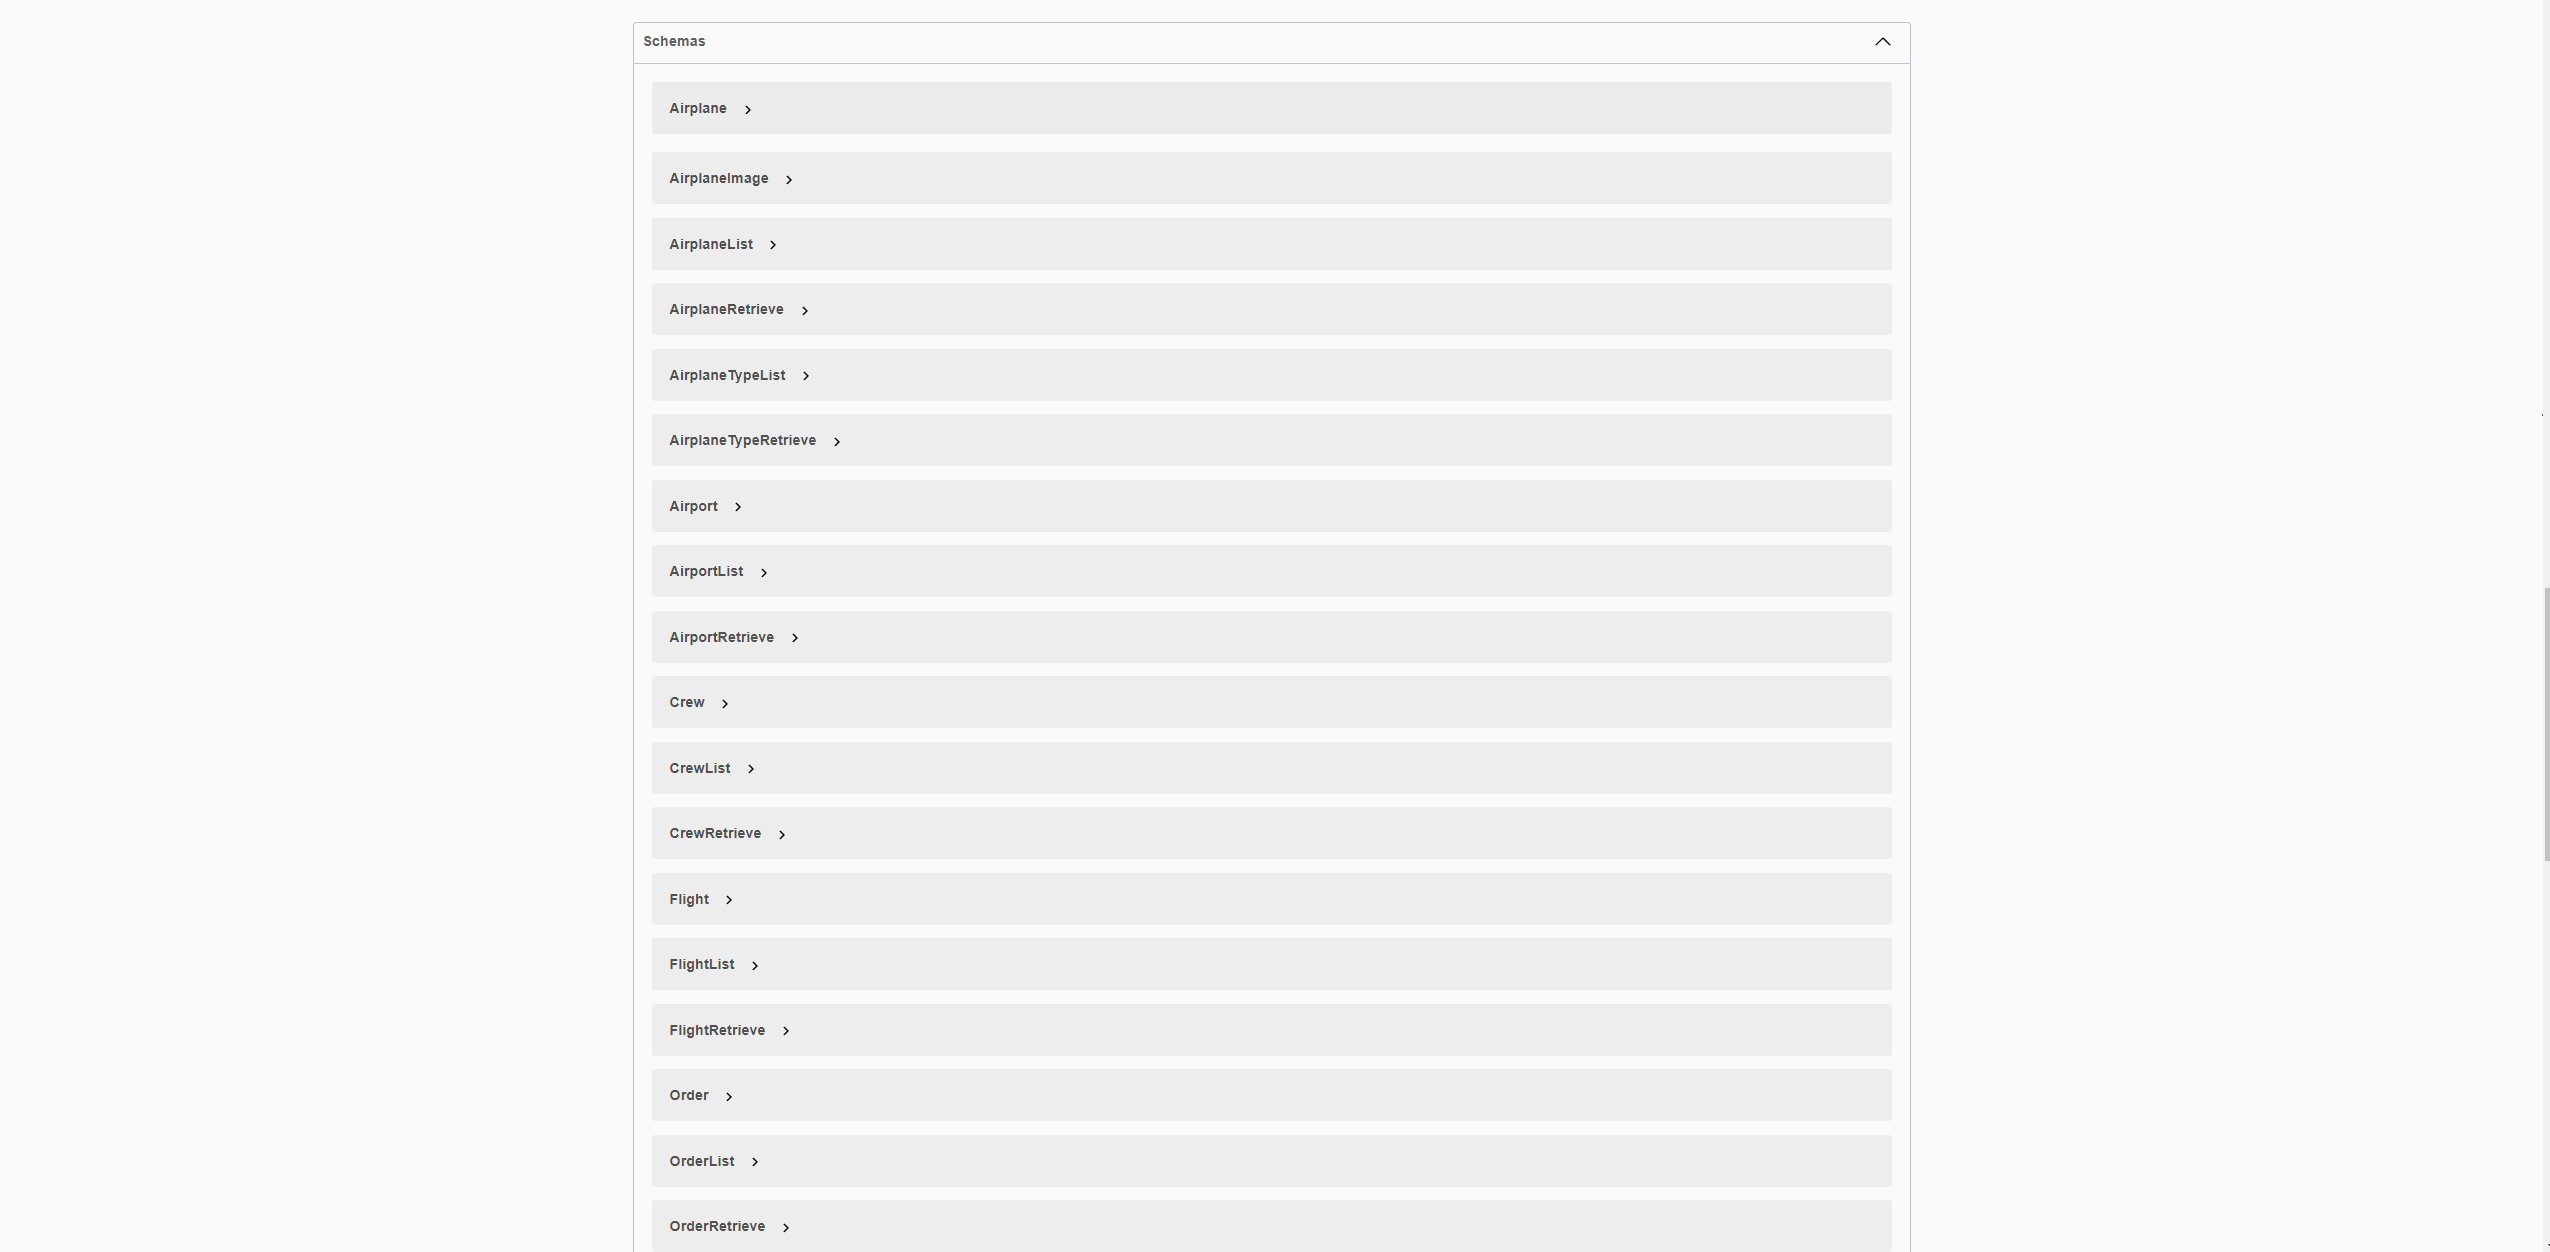 Schemas
Airplane
AirplaneImage
AirplaneList
AirplaneRetrieve
AirplaneTypeList
AirplaneTypeRetrieve
Airport
AirportList
AirportRetrieve
Crew
CrewList
CrewRetrieve
Flight
FlightList
FlightRetrieve
Order
OrderList
OrderRetrieve